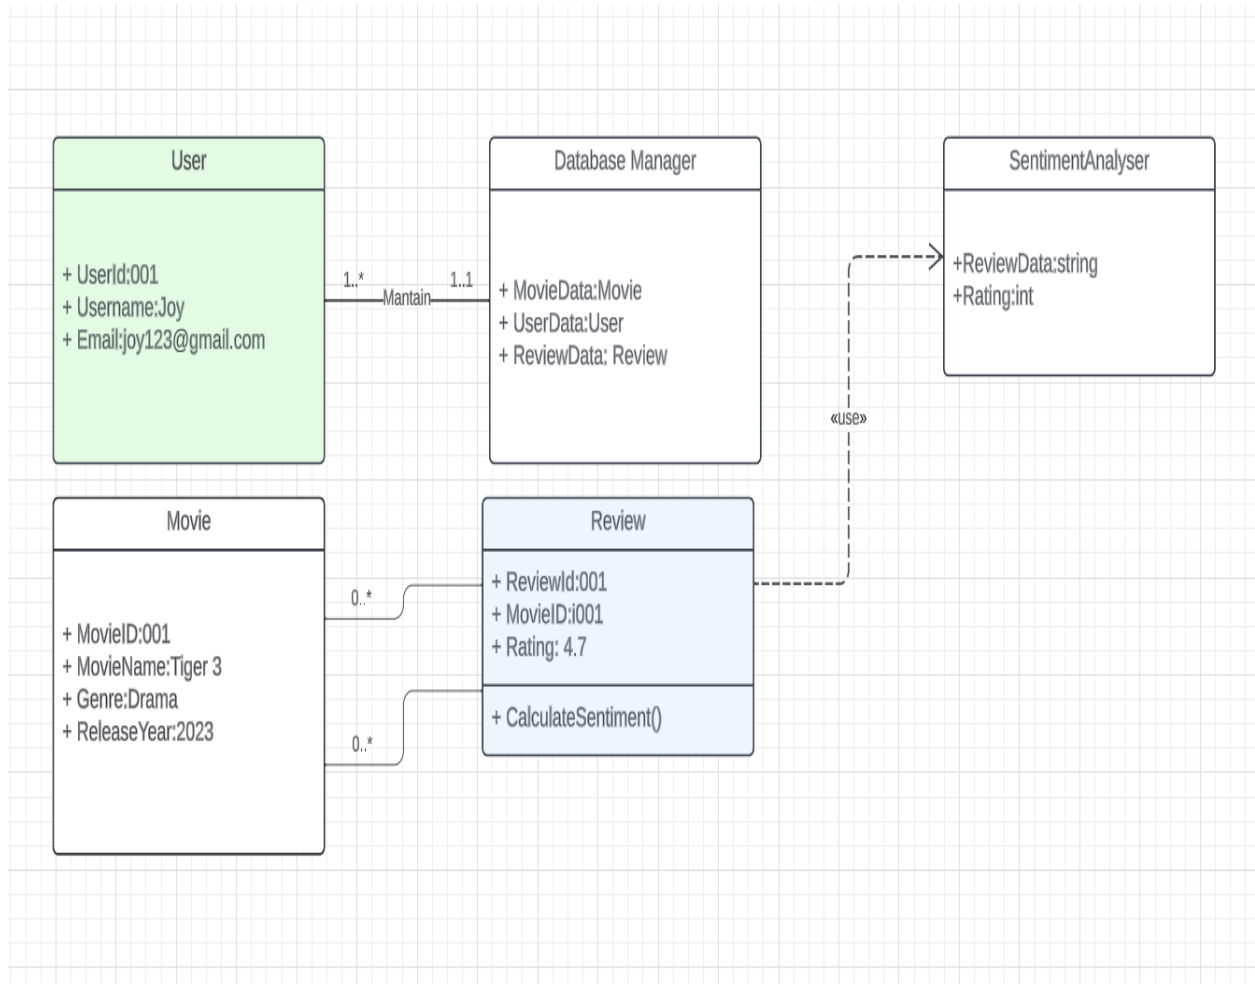 User
+ UserId:001
+ Username:Joy
+ Email:joy123@gmail.com
1..*
Mantain
1..1
Database Manager
+ MovieData:Movie
+ UserData:User
+ ReviewData: Review
SentimentAnalyser
+ReviewData:string
+Rating:int
«use»
Movie
+ MovieID:001
+ MovieName:Tiger 3
+ Genre:Drama
+ ReleaseYear:2023
0..*
0..*
Review
+ ReviewId:001
+ MovieID:i001
+ Rating: 4.7
+ CalculateSentiment()